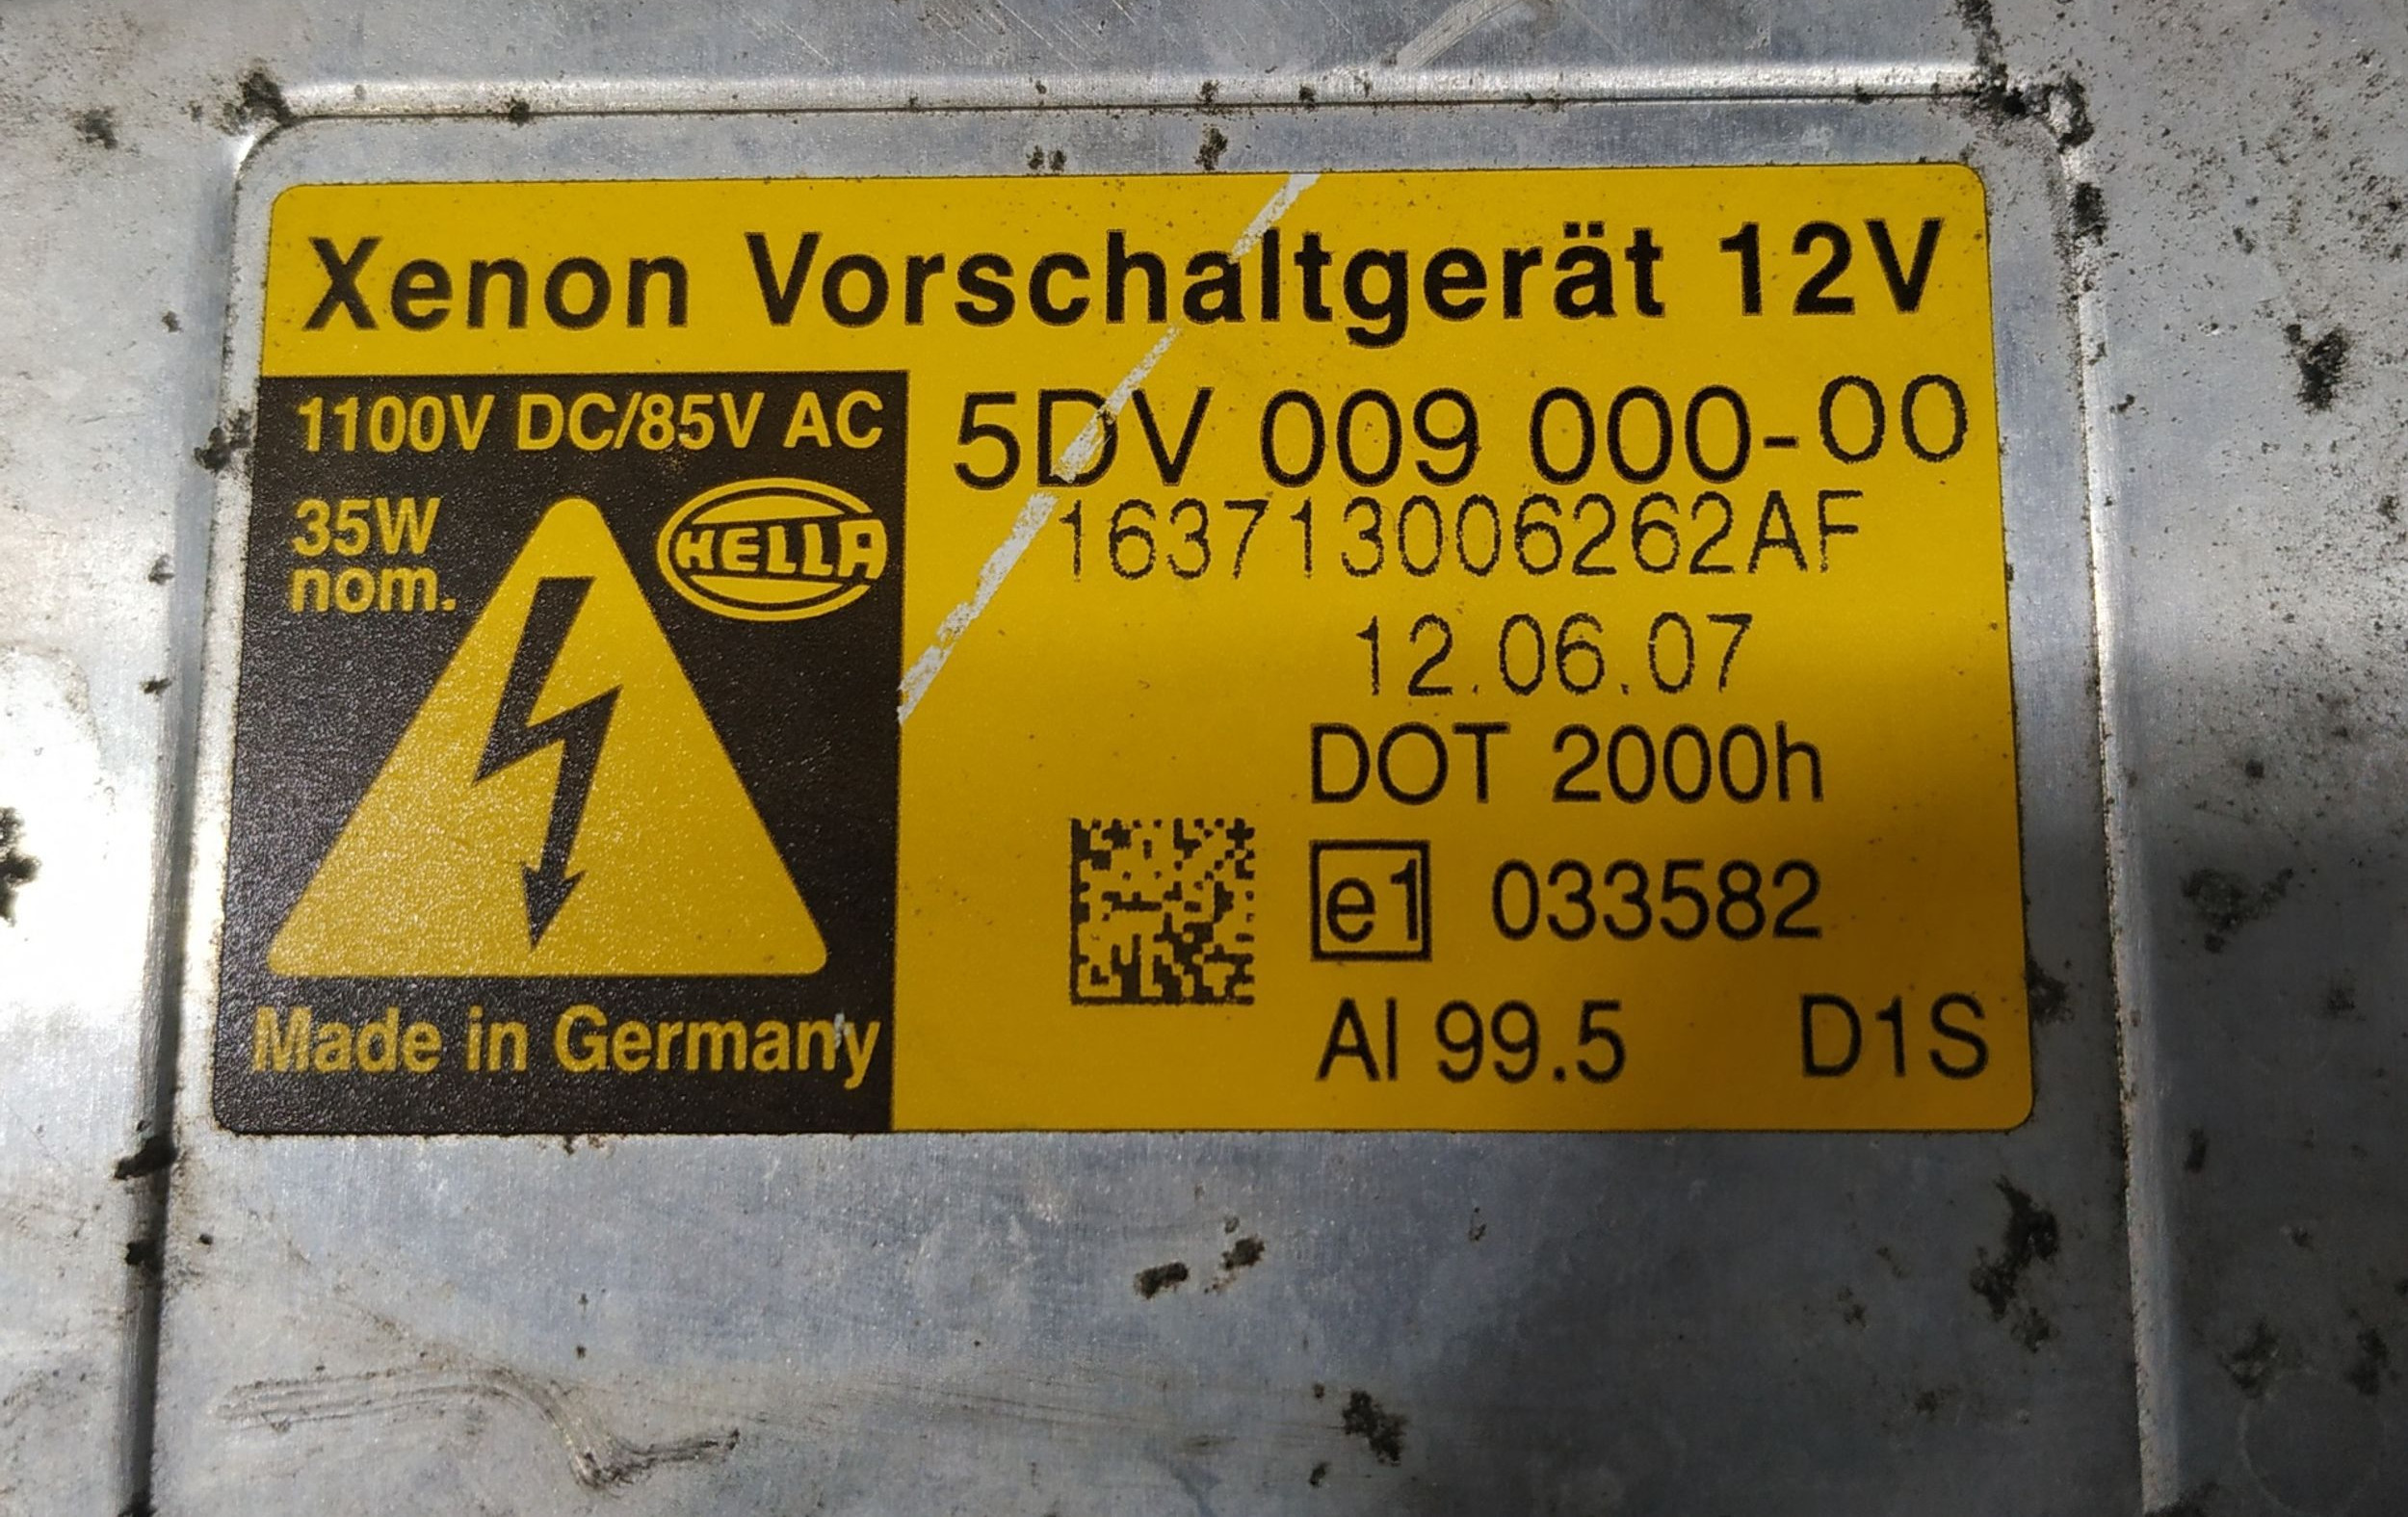 Xenon Vorschaltgerät 12V
1100V DC/85V AC
35W
nom.
HELLA
Made in Germany
5DV 009 000-00
163713006262AF
12.06.07
DOT 2000h
e1 033582
Al 99.5 D1S